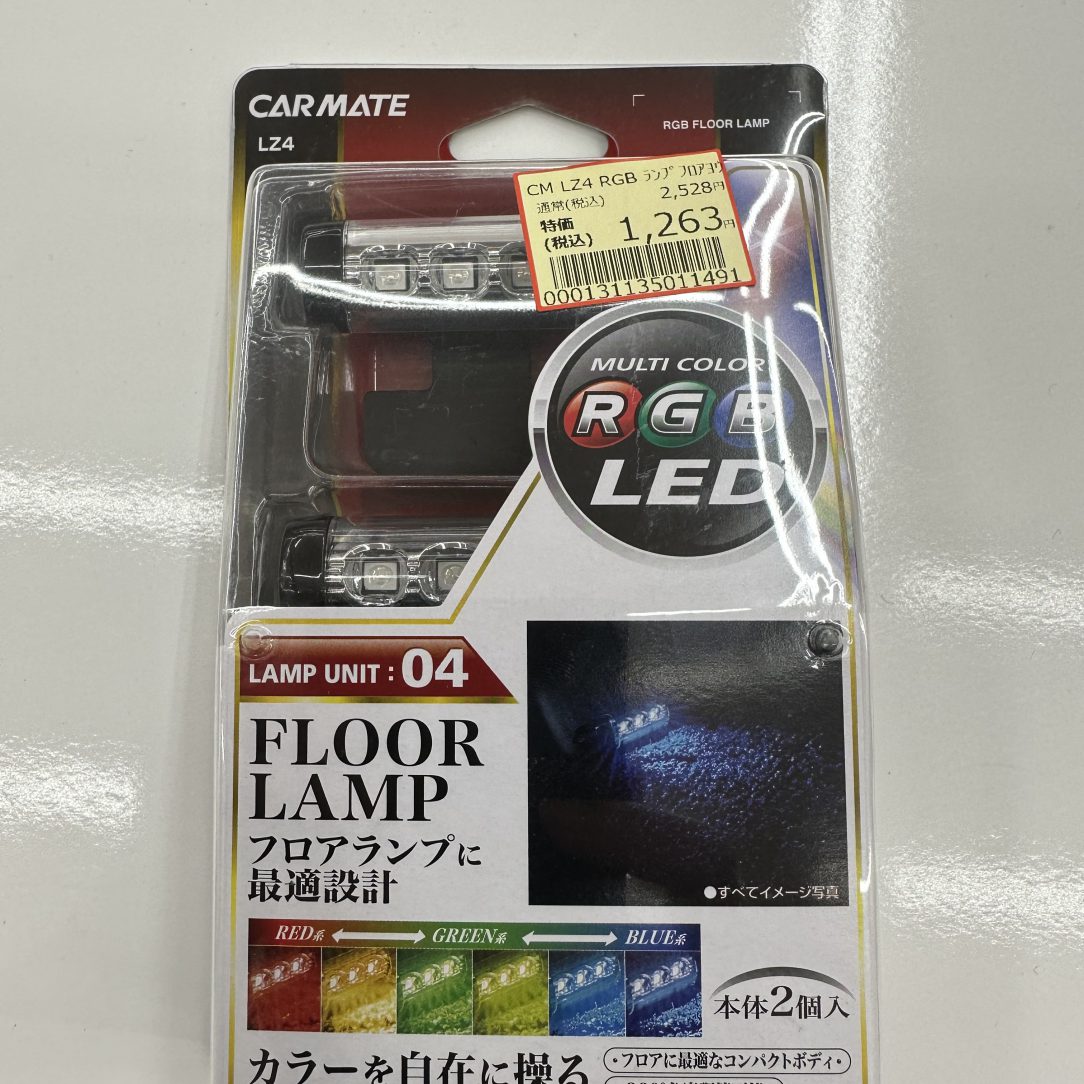 CARMATE
LZ4
RGB FLOOR LAMP
CM LZ4 RGB ランプ フロアヨウ
通常(税込) 2,528円
特価
(税込) 1,263円
000131135011491
MULTI COLOR
RGB
LED
LAMP UNIT : 04
FLOOR
LAMP
フロアランプに
最適設計
●すべてイメージ写真
RED系 GREEN系 BLUE系
本体2個入
カラーを自在に操る
・フロアに最適なコンパクトボディ・